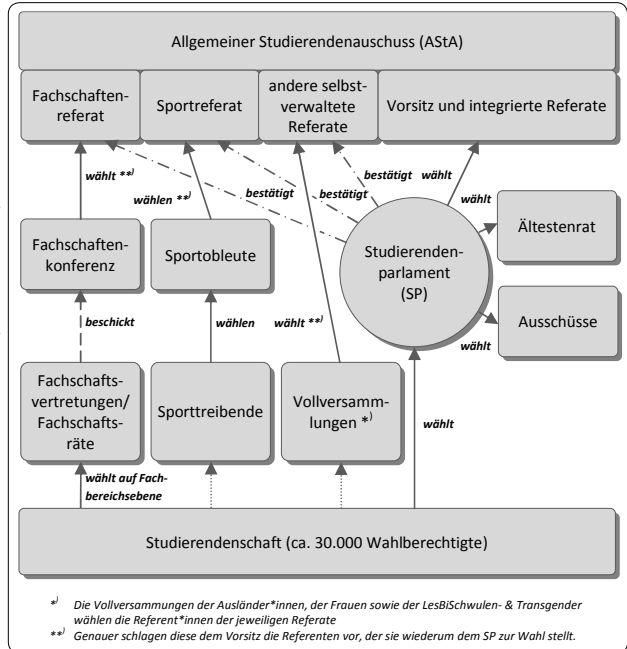 Allgemeiner Studierendenauschuss (AStA)
Fachschaften-
referat
Sportreferat
andere selbst-
verwaltete
Referate
Vorsitz und integrierte Referate
wählt **)
wählen **)
bestätigt
bestätigt
bestätigt
wählt
wählt
Fachschaften-
konferenz
Sportobleute
Studierenden-
parlament
(SP)
Ältestenrat
Ausschüsse
wählt
beschickt
wählen
wählt **)
Fachschafts-
vertretungen/
Fachschafts-
räte
Sporttreibende
Vollversamm-
lungen *)
wählt
wählt auf Fach-
bereichsebene
Studierendenschaft (ca. 30.000 Wahlberechtigte)
*) Die Vollversammungen der Ausländer*innen, der Frauen sowie der LesBiSchwulen- & Transgender
wählen die Referent*innen der jeweiligen Referate
**) Genauer schlagen diese dem Vorsitz die Referenten vor, der sie wiederum dem SP zur Wahl stellt.